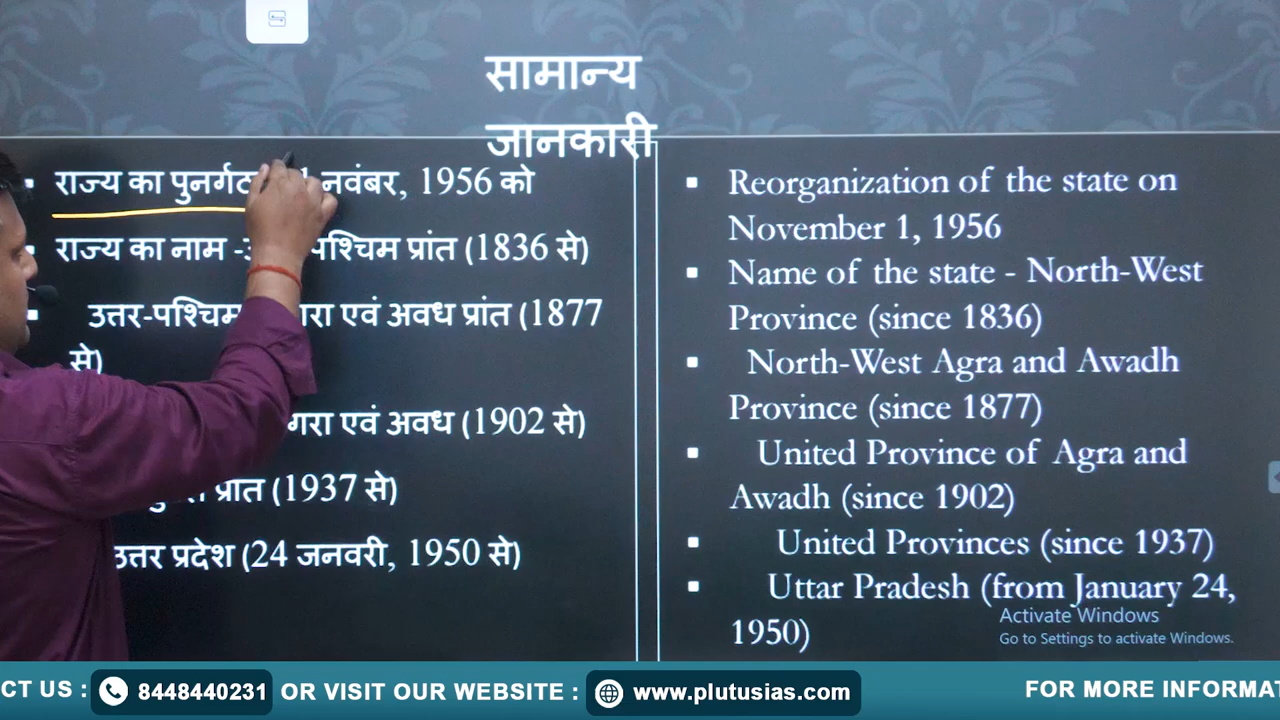 सामान्य
जानकारी
राज्य का नवंबर, 1956 को
राज्य का नाम - पश्चिम प्रांत (1836 से)
उत्तर-पश्चिम एवं अवध प्रांत (1877
से)
एवं अवध (1902 से)
प्रांत (1937 से)
उत्तर प्रदेश (24 जनवरी, 1950 से)
Reorganization of the state on
November 1, 1956
Name of the state - North-West
Province (since 1836)
North-West Agra and Awadh
Province (since 1877)
United Province of Agra and
Awadh (since 1902)
United Provinces (since 1937)
Uttar Pradesh (from January 24,
1950)
Activate Windows
Go to Settings to activate Windows.
CT US : 8448440231 OR VISIT OUR WEBSITE : www.plutusias.com FOR MORE INFORMAT